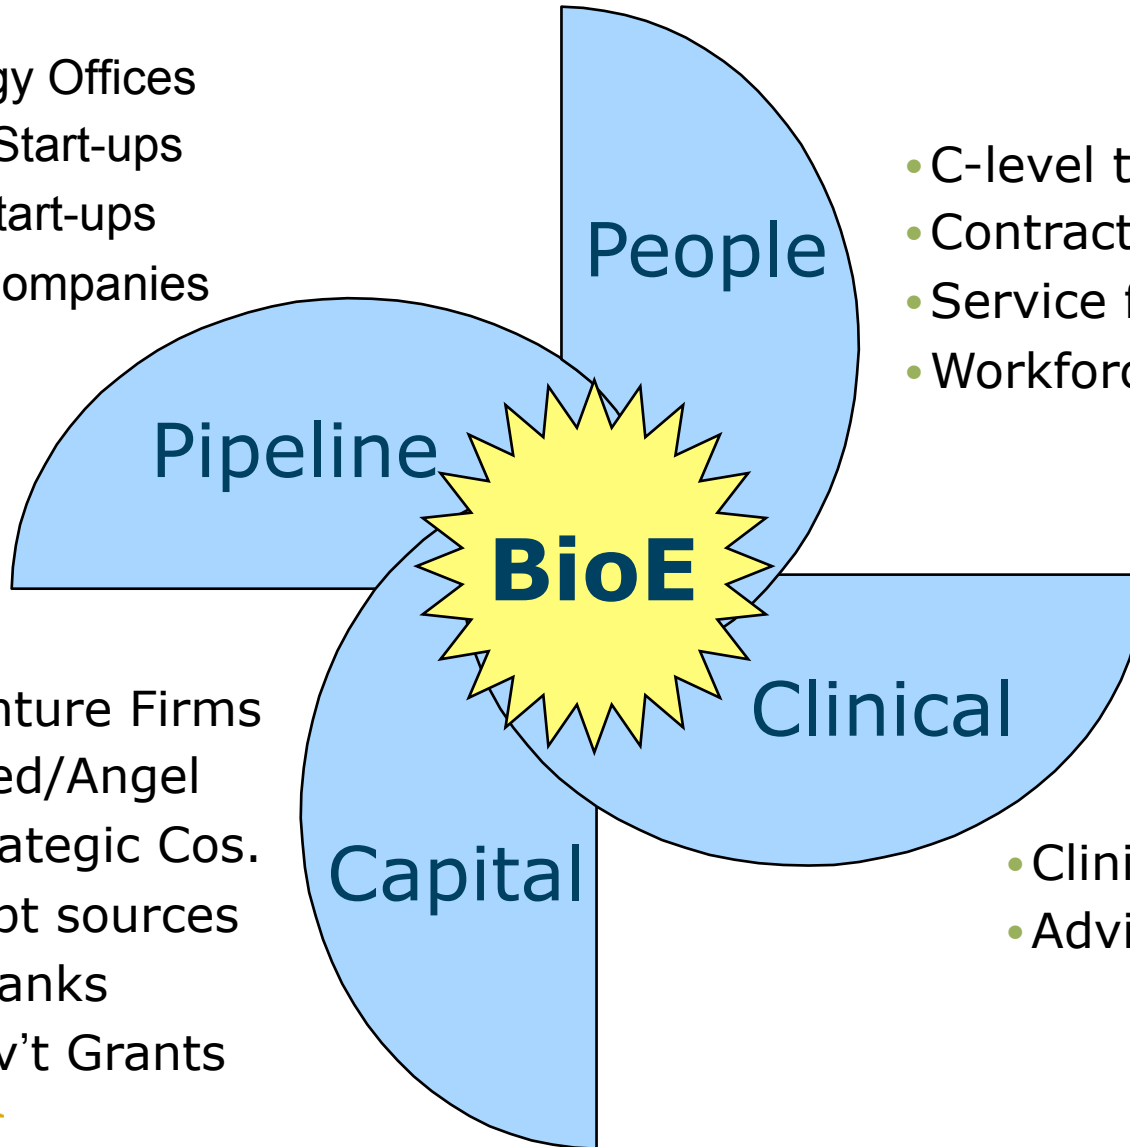 gy Offices
Start-ups
tart-ups
ompanies
People
•C-level t
•Contract
•Service f
•Workforc
Pipeline
BioE
Clinical
nture Firms
ed/Angel
ategic Cos.
bt sources
anks
v’t Grants
Capital
•Clini
•Advi